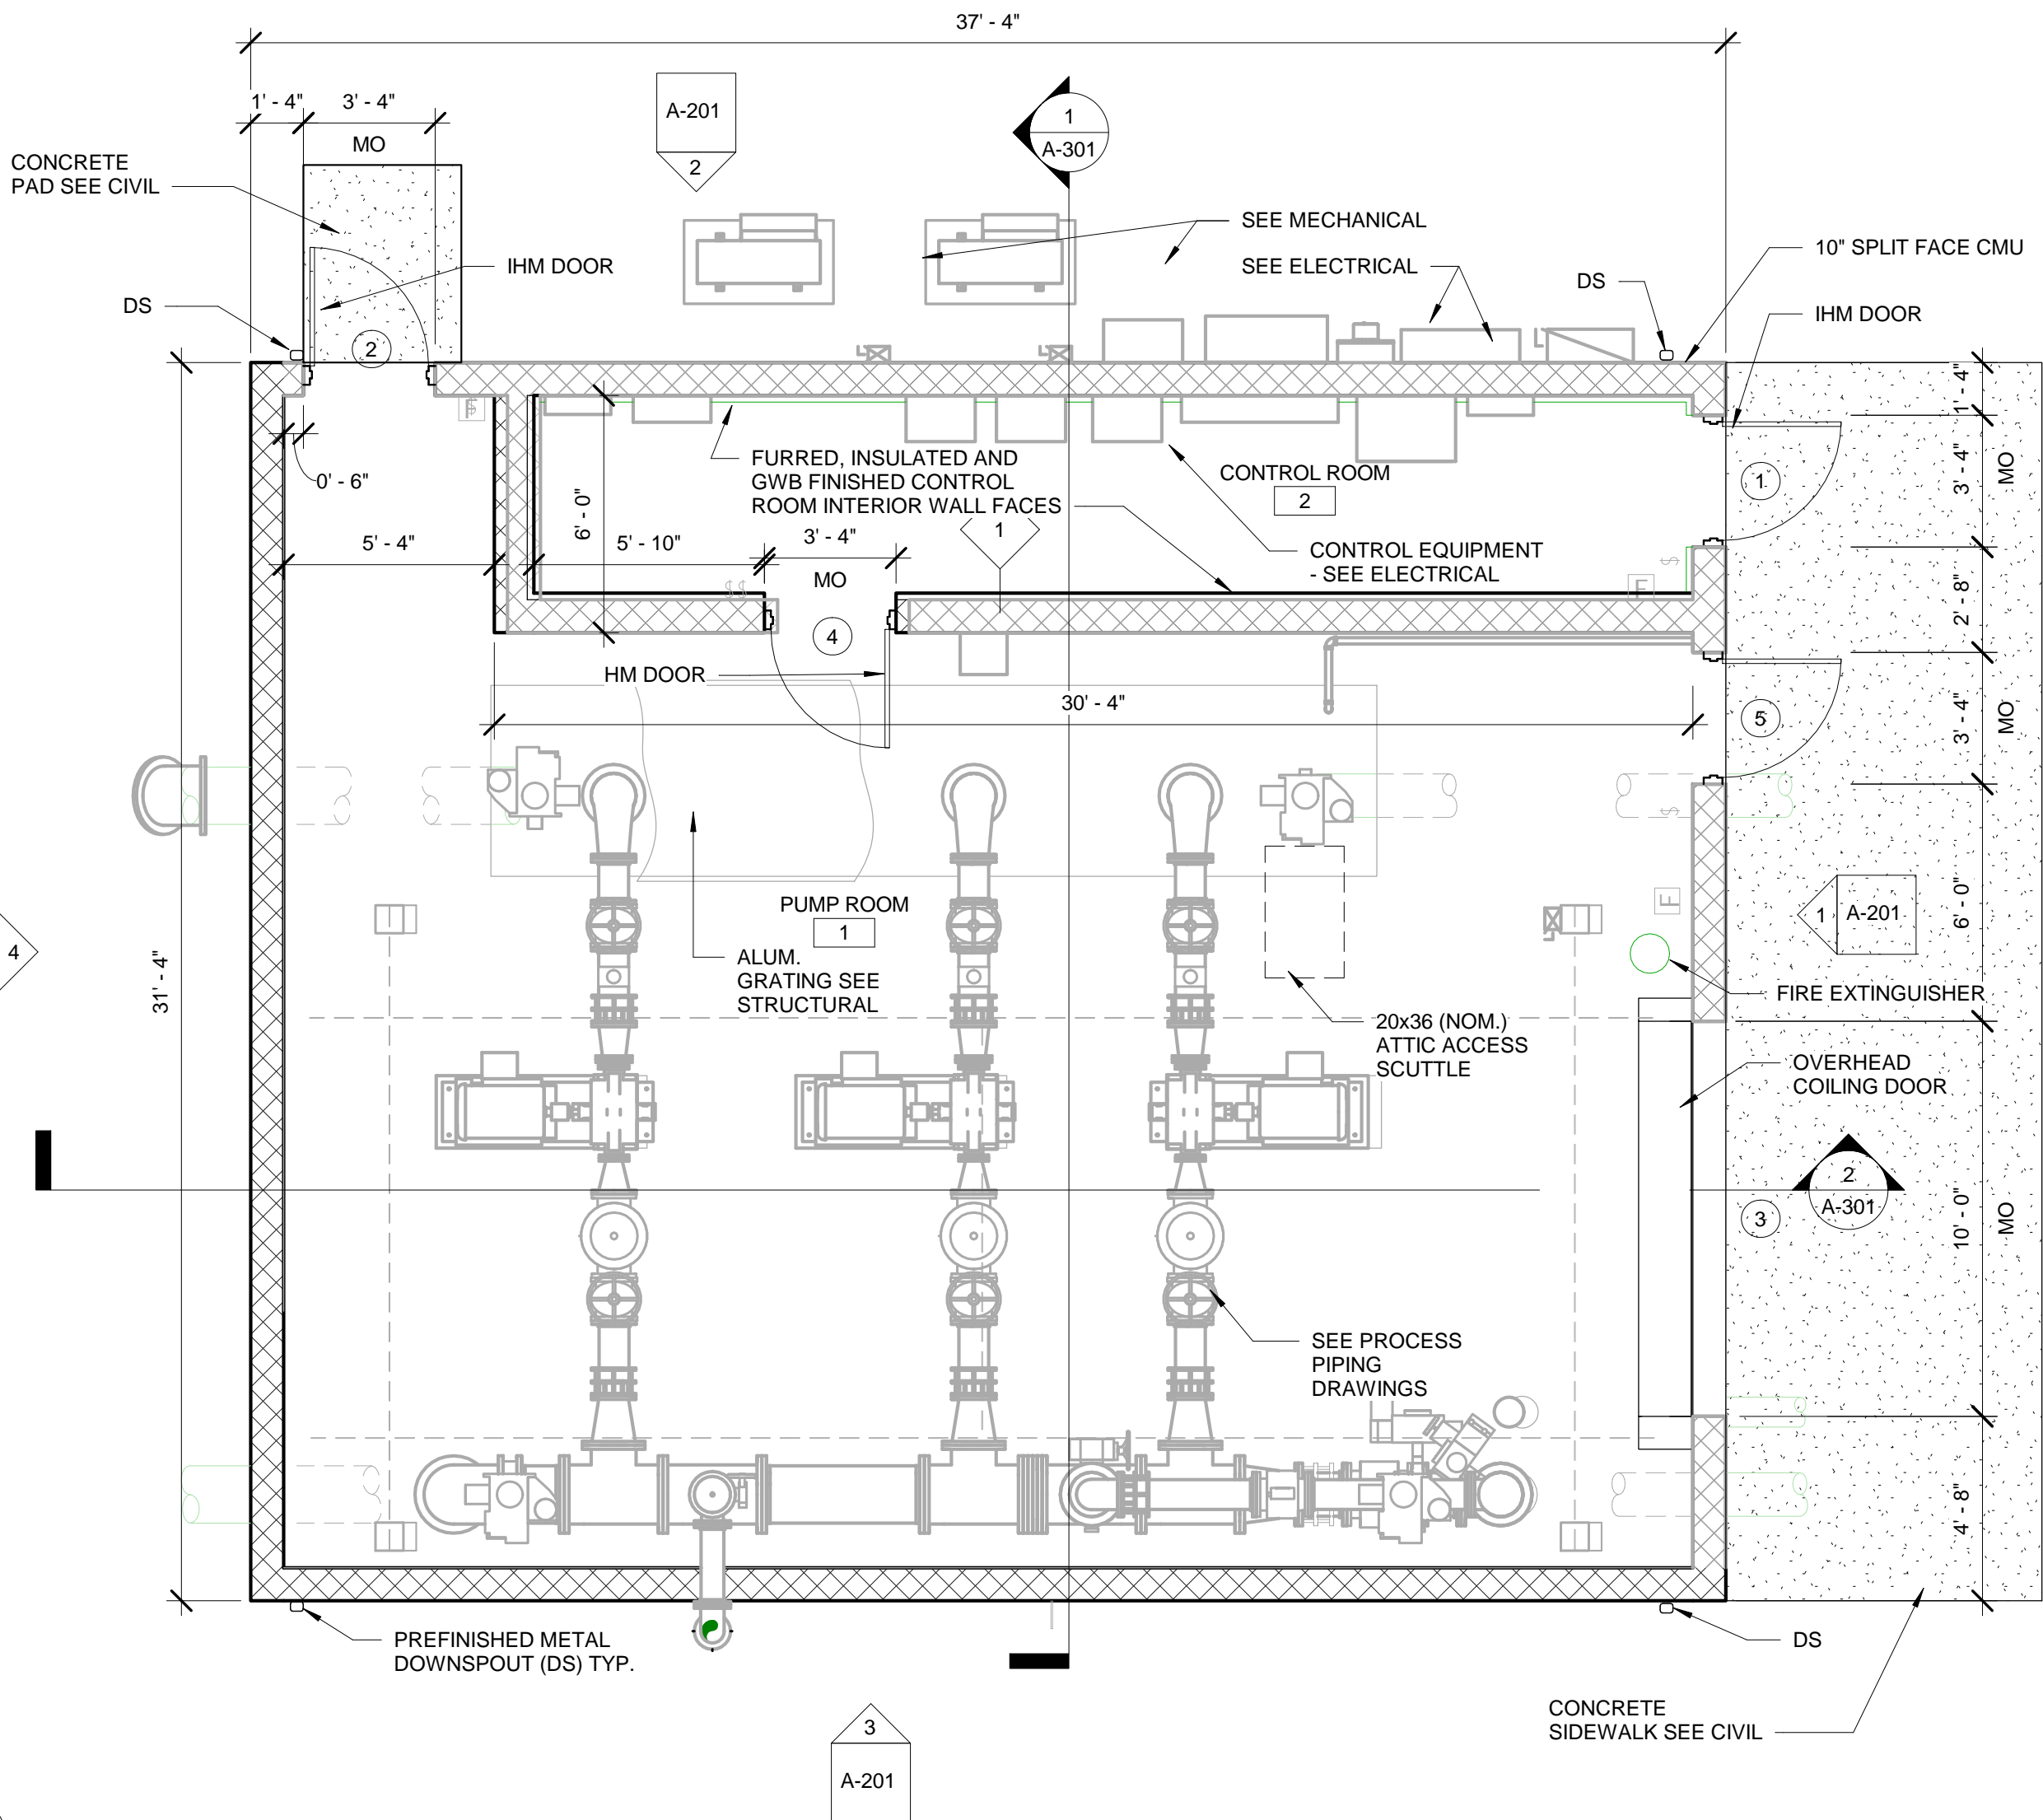 37' - 4"
1' - 4"
3' - 4"
MO
A-201
2
1
A-301
CONCRETE
PAD SEE CIVIL
SEE MECHANICAL
SEE ELECTRICAL
10" SPLIT FACE CMU
IHM DOOR
DS
DS
IHM DOOR
2
1' - 4"
3' - 4"
MO
1
0' - 6"
FURRED, INSULATED AND
GWB FINISHED CONTROL
ROOM INTERIOR WALL FACES
CONTROL ROOM
2
6' - 0"
5' - 4"
5' - 10"
3' - 4"
MO
1
CONTROL EQUIPMENT
- SEE ELECTRICAL
$
$$
F
2' - 8"
4
HM DOOR
30' - 4"
5
3' - 4"
MO
$
F
PUMP ROOM
1
ALUM.
GRATING SEE
STRUCTURAL
1
A-201
6' - 0"
4
31' - 4"
FIRE EXTINGUISHER
20x36 (NOM.)
ATTIC ACCESS
SCUTTLE
OVERHEAD
COILING DOOR
2
A-301
3
10' - 0"
MO
SEE PROCESS
PIPING
DRAWINGS
4' - 8"
PREFINISHED METAL
DOWNSPOUT (DS) TYP.
DS
CONCRETE
SIDEWALK SEE CIVIL
3
A-201